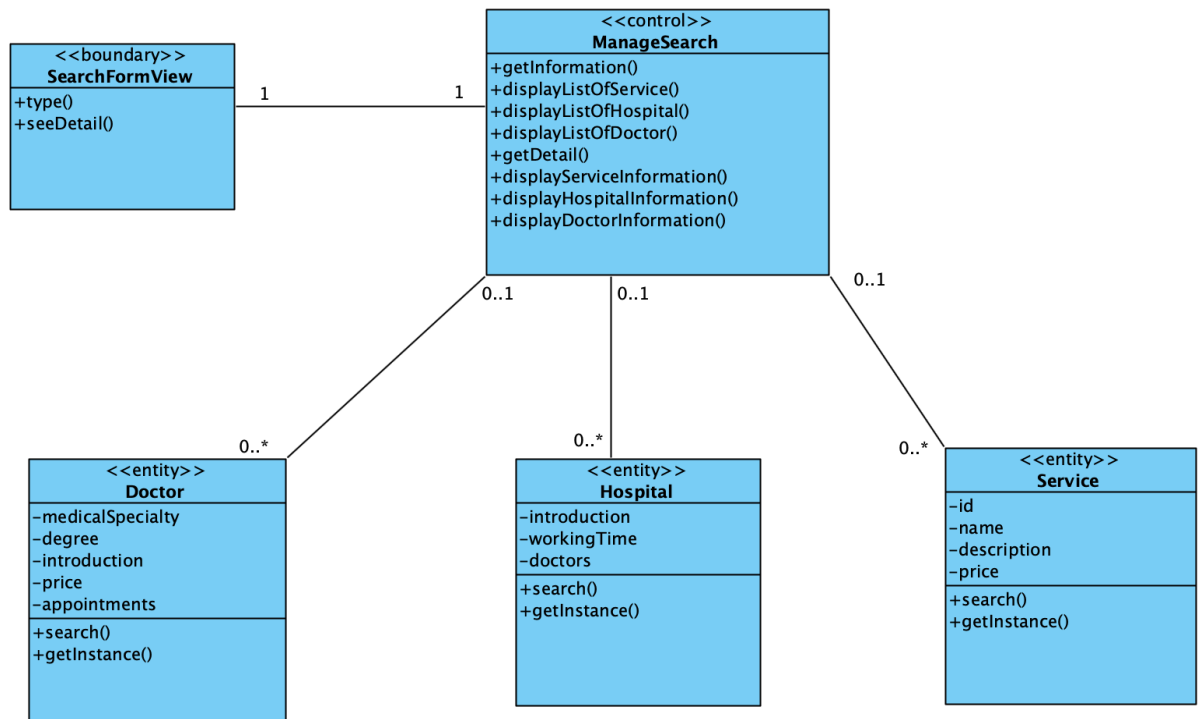 <<boundary>>
SearchFormView
+type()
+seeDetail()
1
1
<<control>>
ManageSearch
+getInformation()
+displayListOfService()
+displayListOfHospital()
+displayListOfDoctor()
+getDetail()
+displayServiceInformation()
+displayHospitalInformation()
+displayDoctorInformation()
0..1
0..1
0..1
0..*
0..*
0..*
<<entity>>
Doctor
-medicalSpecialty
-degree
-introduction
-price
-appointments
+search()
+getInstance()
<<entity>>
Hospital
-introduction
-workingTime
-doctors
+search()
+getInstance()
<<entity>>
Service
-id
-name
-description
-price
+search()
+getInstance()